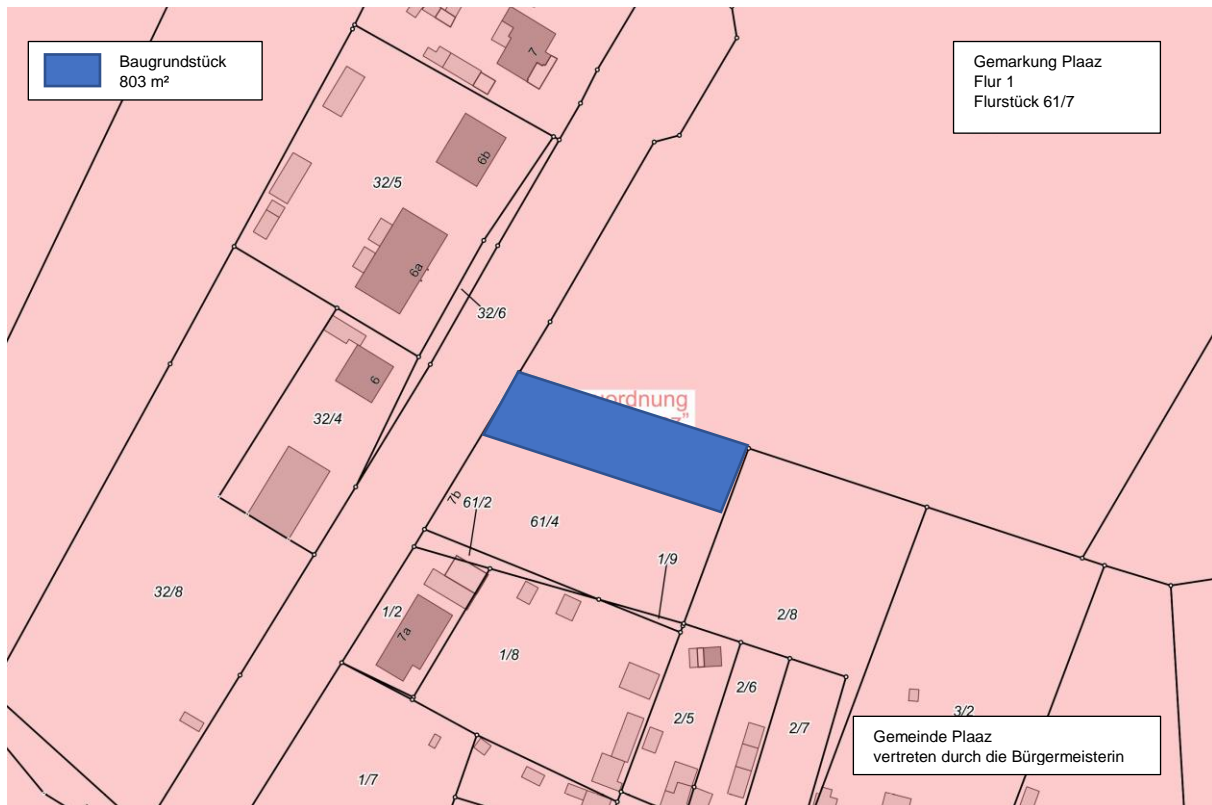 Baugrundstück
803 m²
Gemarkung Plaaz
Flur 1
Flurstück 61/7
7
6b
32/5
6a
32/6
6
32/4
7b
61/2
61/4
1/9
32/8
1/2
7a
1/8
2/8
2/6
2/5
2/7
3/2
1/7
Gemeinde Plaaz
vertreten durch die Bürgermeisterin